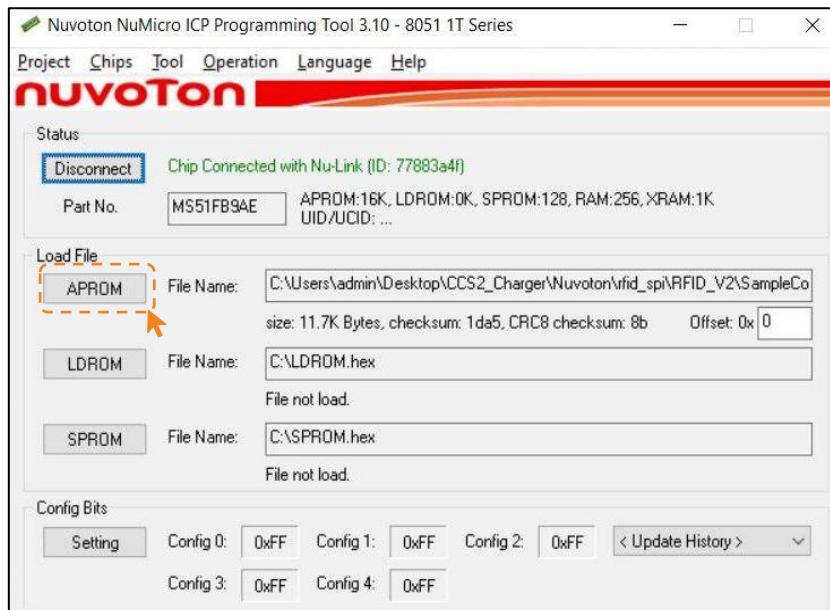 Nuvoton NuMicro ICP Programming Tool 3.10 - 8051 1T Series
Project Chips Tool Operation Language Help
nuvoTon
Status
Disconnect Chip Connected with Nu-Link (ID: 77883a4f)
Part No. MS51FB9AE APROM:16K, LDROM:0K, SPROM:128, RAM:256, XRAM:1K
UID/UCID: ...
Load File
APROM File Name: C:\Users\admin\Desktop\CCS2_Charger\Nuvoton\rfid_spi\RFID_V2\SampleCo
size: 11.7K Bytes, checksum: 1da5, CRC8 checksum: 8b Offset: 0x 0
LDROM File Name: C:\LDROM.hex
File not load.
SPROM File Name: C:\SPROM.hex
File not load.
Config Bits
Setting Config 0: 0xFF Config 1: 0xFF Config 2: 0xFF < Update History >
Config 3: 0xFF Config 4: 0xFF